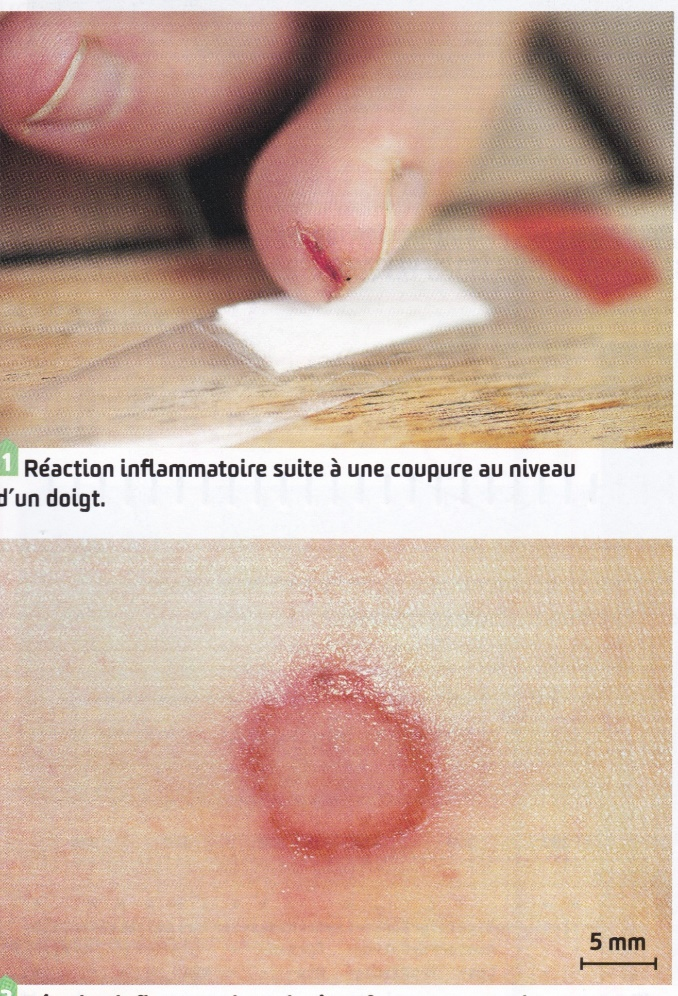 1 Réaction inflammatoire suite à une coupure au niveau
d'un doigt.
5 mm